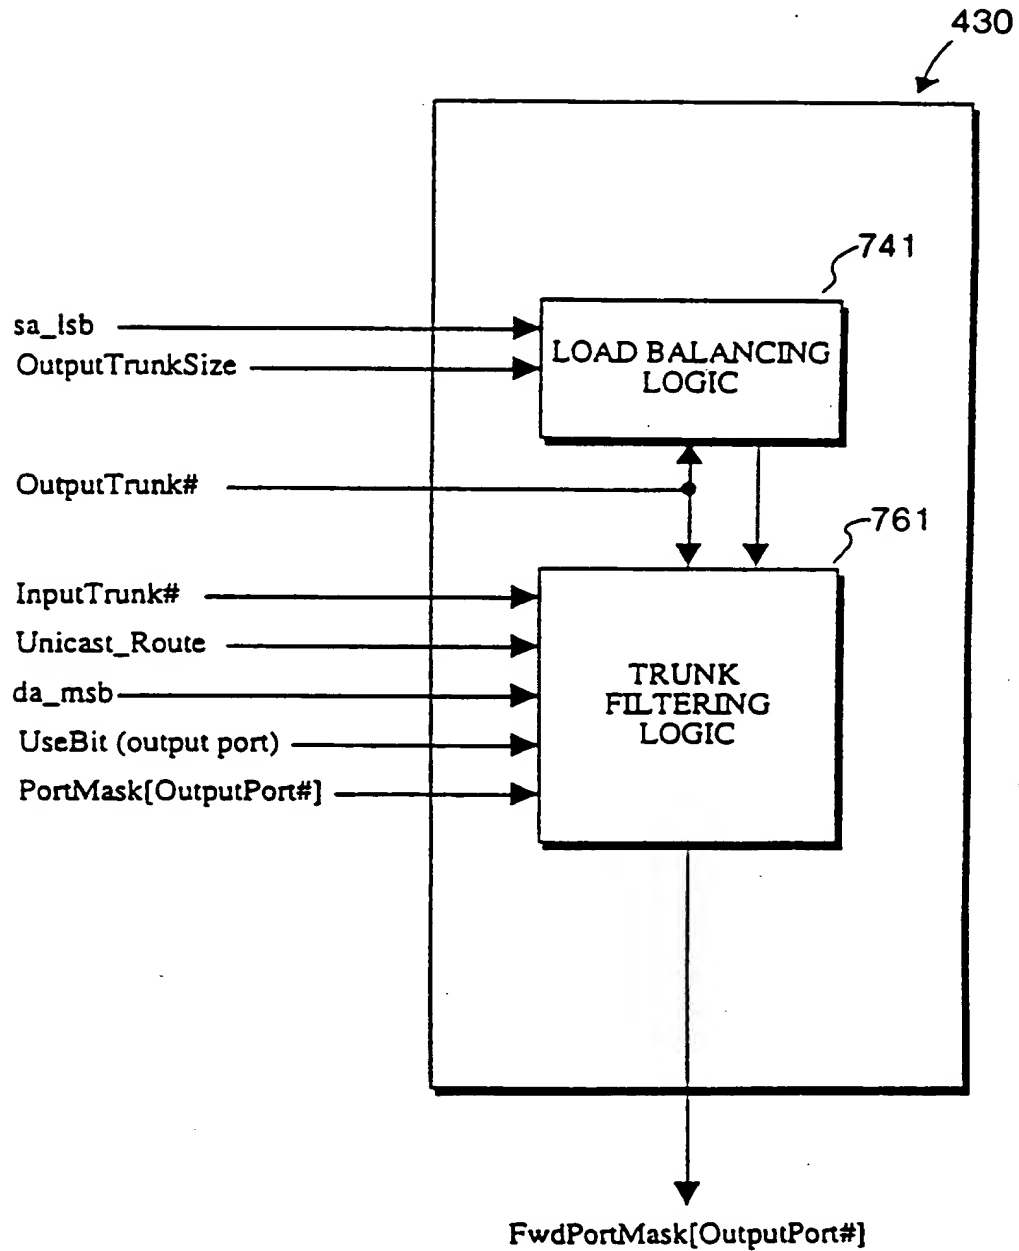 430
741
sa_lsb
OutputTrunkSize
LOAD BALANCING
LOGIC
OutputTrunk#
761
InputTrunk#
Unicast_Route
da_msb
UseBit (output port)
PortMask[OutputPort#]
TRUNK
FILTERING
LOGIC
FwdPortMask[OutputPort#]